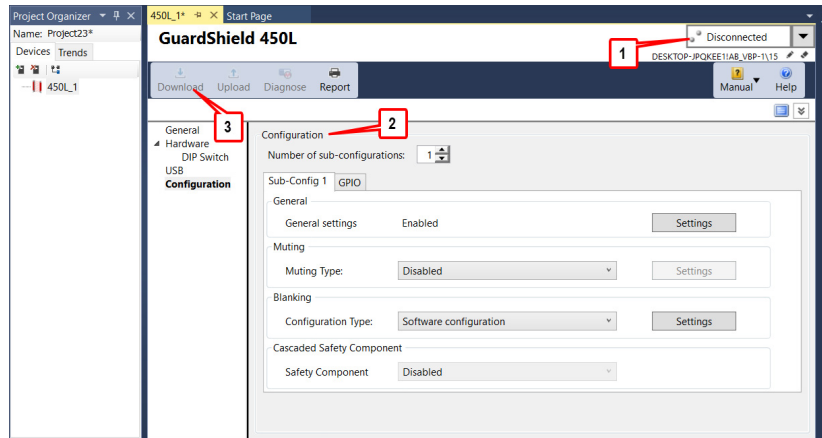 Project Organizer
Name: Project23*
Devices Trends
450L_1
450L_1* Start Page
GuardShield 450L
Disconnected
DESKTOP-JPQKEE1!AB_VBP-1\15
1
Download Upload Diagnose Report
Manual Help
3
2
General
Hardware
DIP Switch
USB
Configuration
Configuration
Number of sub-configurations: 1
Sub-Config 1 GPIO
General
General settings Enabled Settings
Muting
Muting Type: Disabled Settings
Blanking
Configuration Type: Software configuration Settings
Cascaded Safety Component
Safety Component Disabled